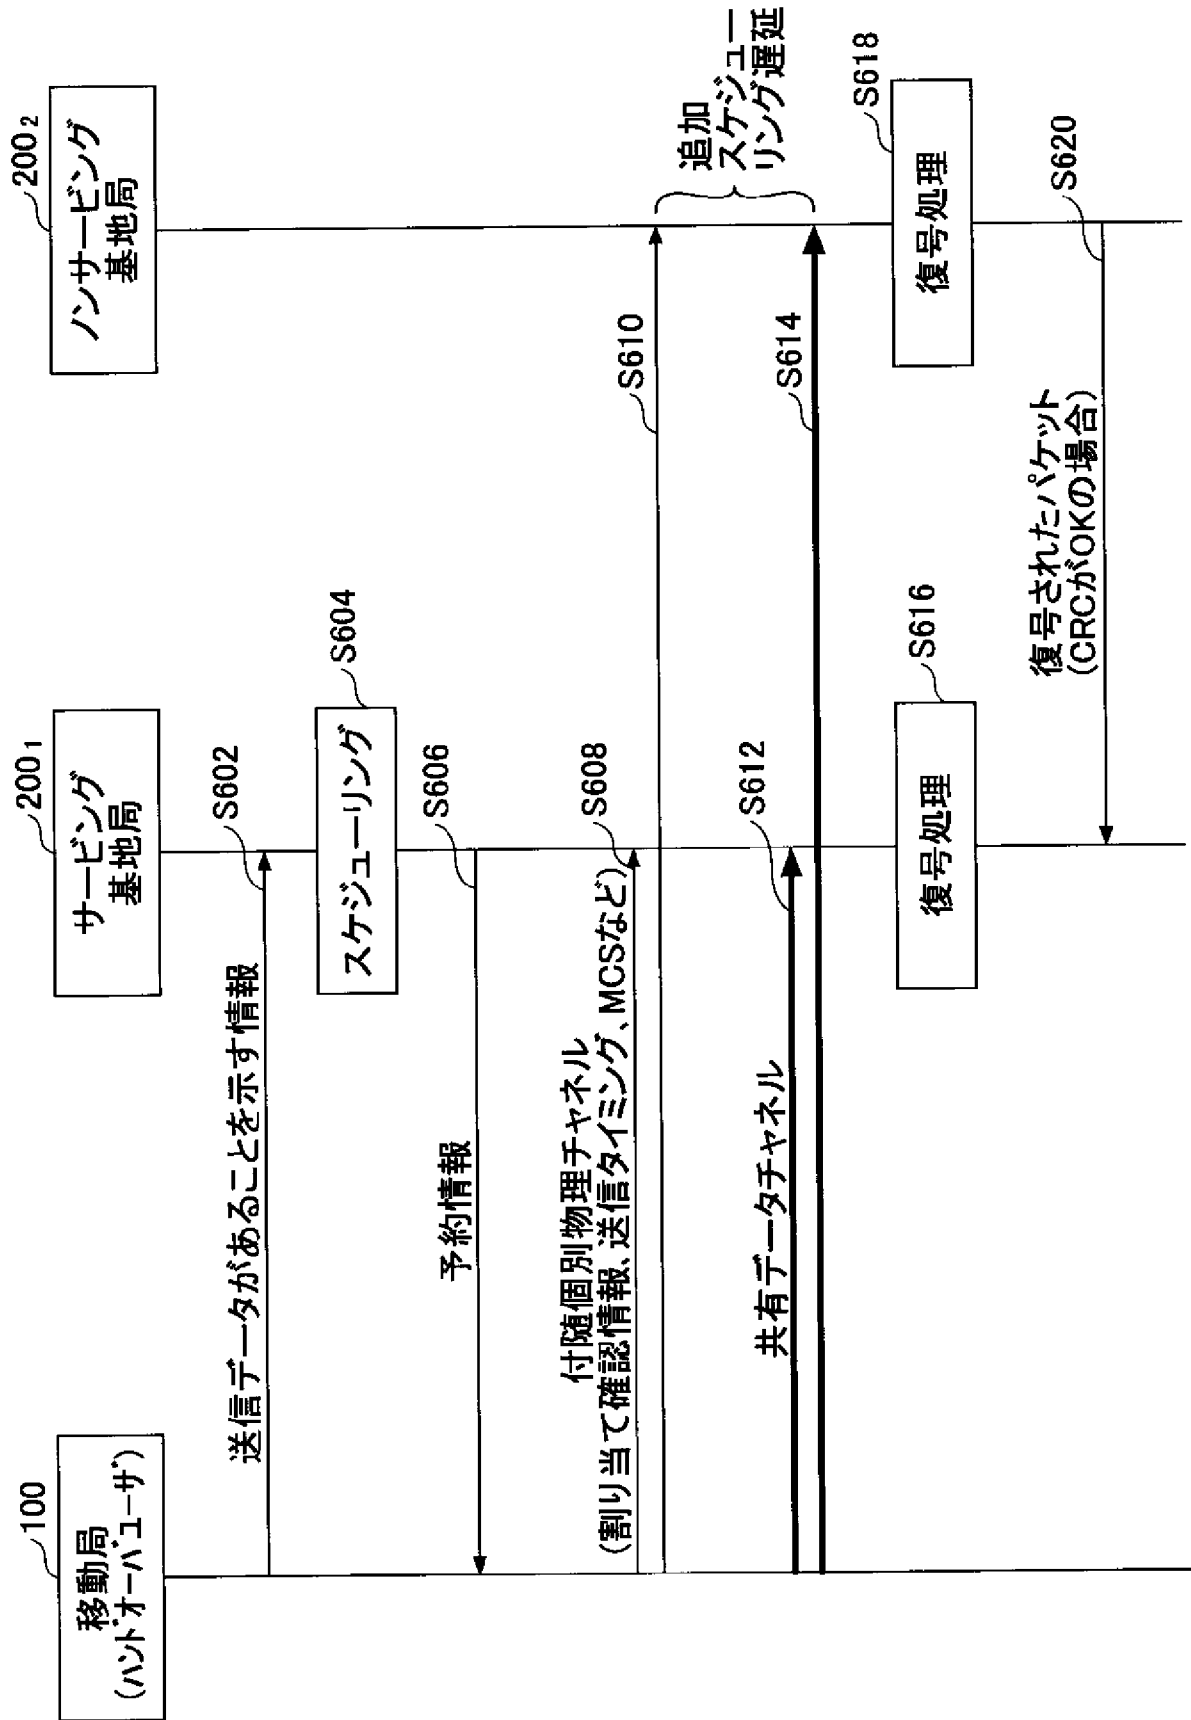 100
移動局
(ハンドオーバユーザ)
200₁
サービング
基地局
200₂
ノンサービング
基地局
送信データがあることを示す情報
S602
スケジューリング
S604
予約情報
S606
付随個別物理チャネル
(割り当て確認情報、送信タイミング、MCSなど)
S608
S610
追加
スケジュー
リング遅延
共有データチャネル
S612
S614
復号処理
S616
復号処理
S618
復号されたパケット
(CRCがOKの場合)
S620